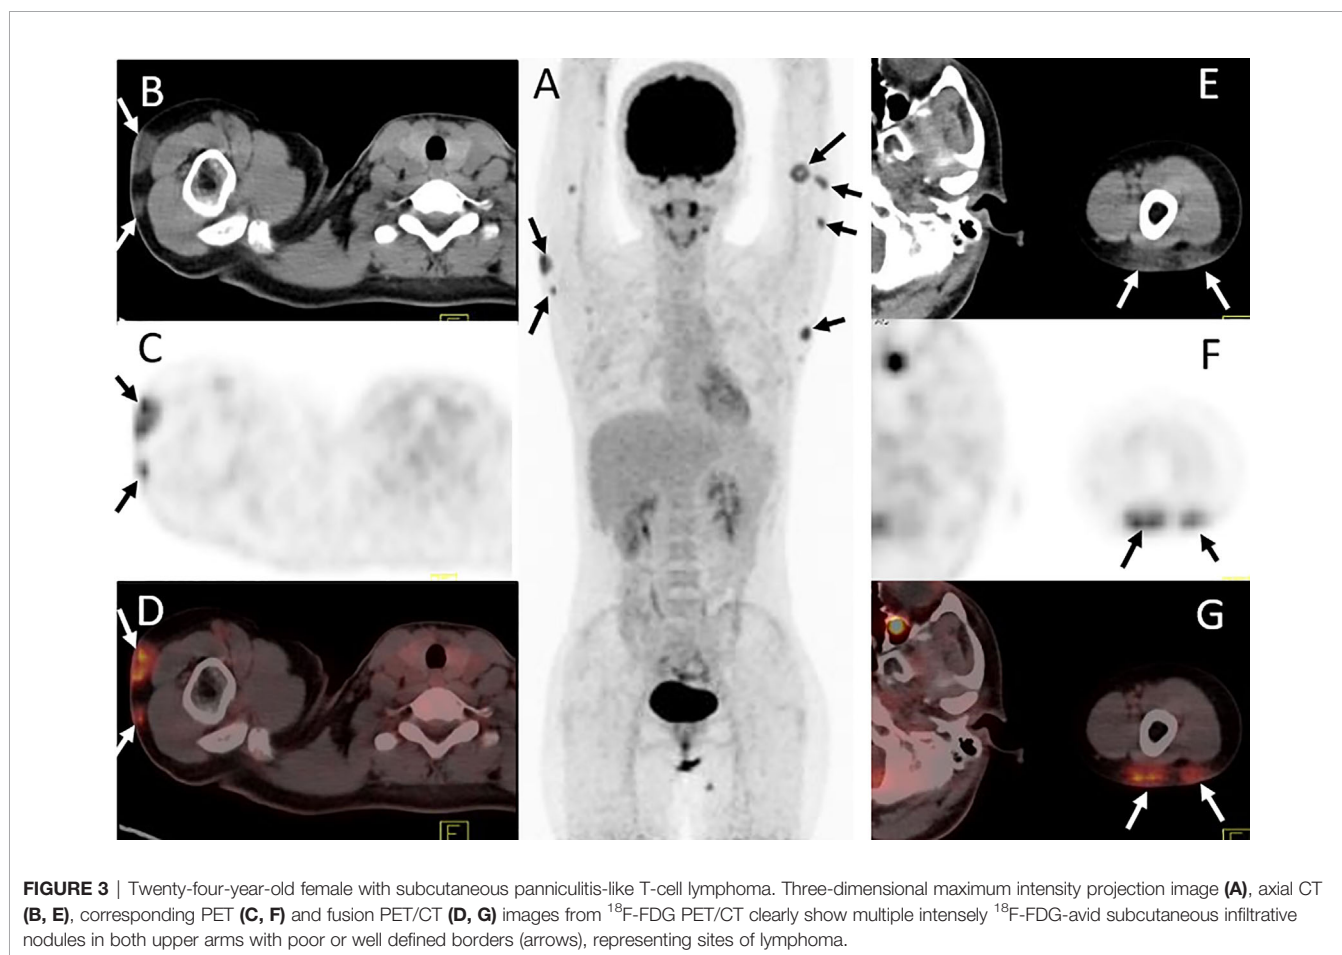 B
A
E
C
F
D
G
FIGURE 3 | Twenty-four-year-old female with subcutaneous panniculitis-like T-cell lymphoma. Three-dimensional maximum intensity projection image (A), axial CT
(B, E), corresponding PET (C, F) and fusion PET/CT (D, G) images from ¹⁸F-FDG PET/CT clearly show multiple intensely ¹⁸F-FDG-avid subcutaneous infiltrative
nodules in both upper arms with poor or well defined borders (arrows), representing sites of lymphoma.